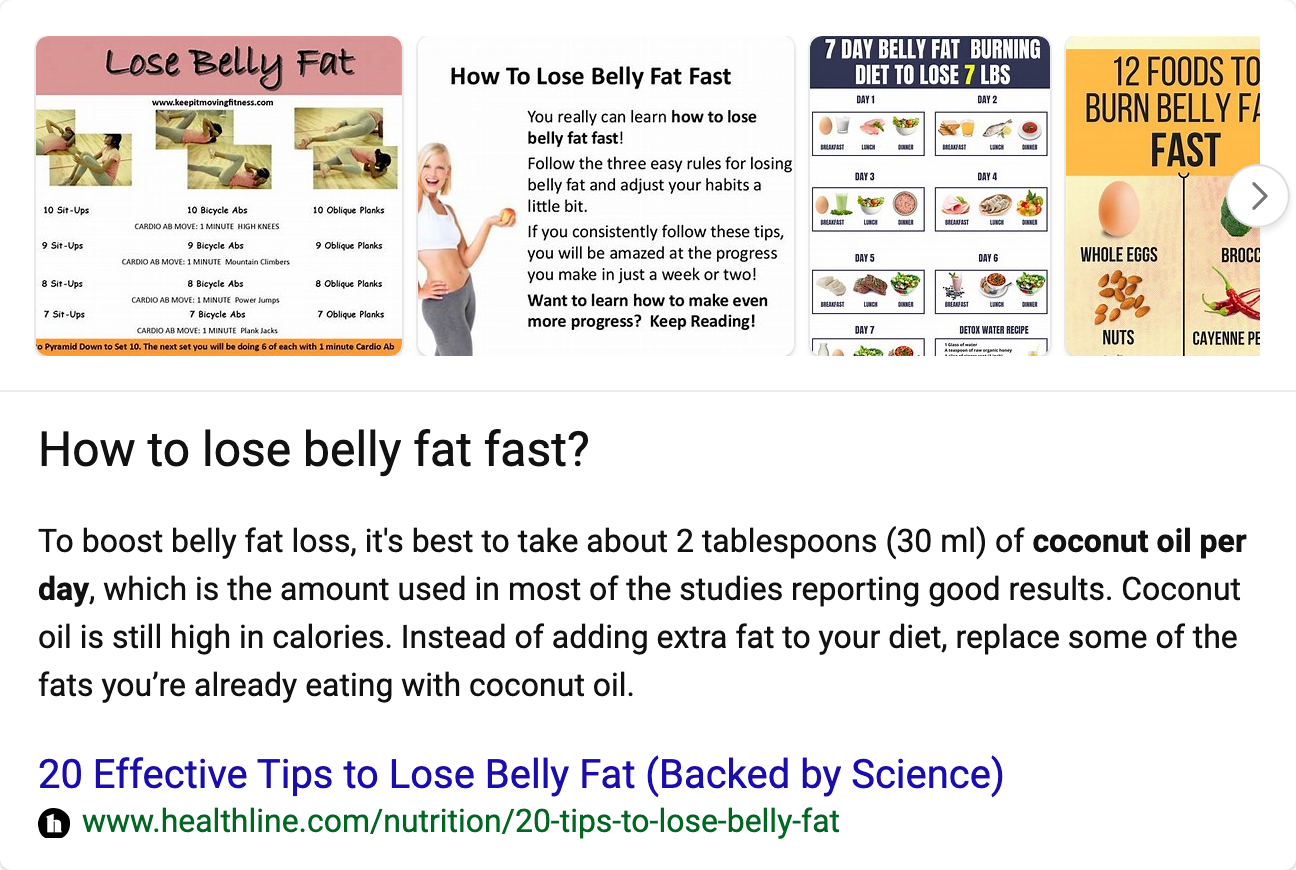 Lose Belly Fat
www.keepitmovingfitness.com
10 Sit-Ups 10 Bicycle Abs 10 Oblique Planks
CARDIO AB MOVE: 1 MINUTE HIGH KNEES
9 Sit-Ups 9 Bicycle Abs 9 Oblique Planks
CARDIO AB MOVE: 1 MINUTE Mountain Climbers
8 Sit-Ups 8 Bicycle Abs 8 Oblique Planks
CARDIO AB MOVE: 1 MINUTE Power Jumps
7 Sit-Ups 7 Bicycle Abs 7 Oblique Planks
CARDIO AB MOVE: 1 MINUTE Plank Jacks
Pyramid Down to Set 10. The next set you will be doing 6 of each with 1 minute Cardio Ab
How To Lose Belly Fat Fast
You really can learn how to lose
belly fat fast!
Follow the three easy rules for losing
belly fat and adjust your habits a
little bit.
If you consistently follow these tips,
you will be amazed at the progress
you make in just a week or two!
Want to learn how to make even
more progress? Keep Reading!
7 DAY BELLY FAT BURNING
DIET TO LOSE 7 LBS
DAY 1 DAY 2
BREAKFAST LUNCH DINNER BREAKFAST LUNCH DINNER
DAY 3 DAY 4
BREAKFAST LUNCH DINNER BREAKFAST LUNCH DINNER
DAY 5 DAY 6
BREAKFAST LUNCH DINNER BREAKFAST LUNCH DINNER
DAY 7 DETOX WATER RECIPE
1 Glass of water
A teaspoon of raw organic honey
12 FOODS TO
BURN BELLY FA
FAST
WHOLE EGGS BROCC
NUTS CAYENNE PE
How to lose belly fat fast?
To boost belly fat loss, it's best to take about 2 tablespoons (30 ml) of coconut oil per
day, which is the amount used in most of the studies reporting good results. Coconut
oil is still high in calories. Instead of adding extra fat to your diet, replace some of the
fats you’re already eating with coconut oil.
20 Effective Tips to Lose Belly Fat (Backed by Science)
www.healthline.com/nutrition/20-tips-to-lose-belly-fat